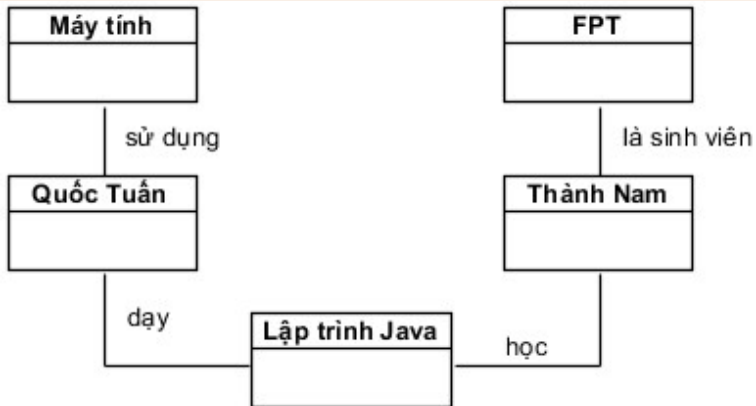 Máy tính
FPT
sử dụng
là sinh viên
Quốc Tuấn
Thành Nam
dạy
Lập trình Java
học